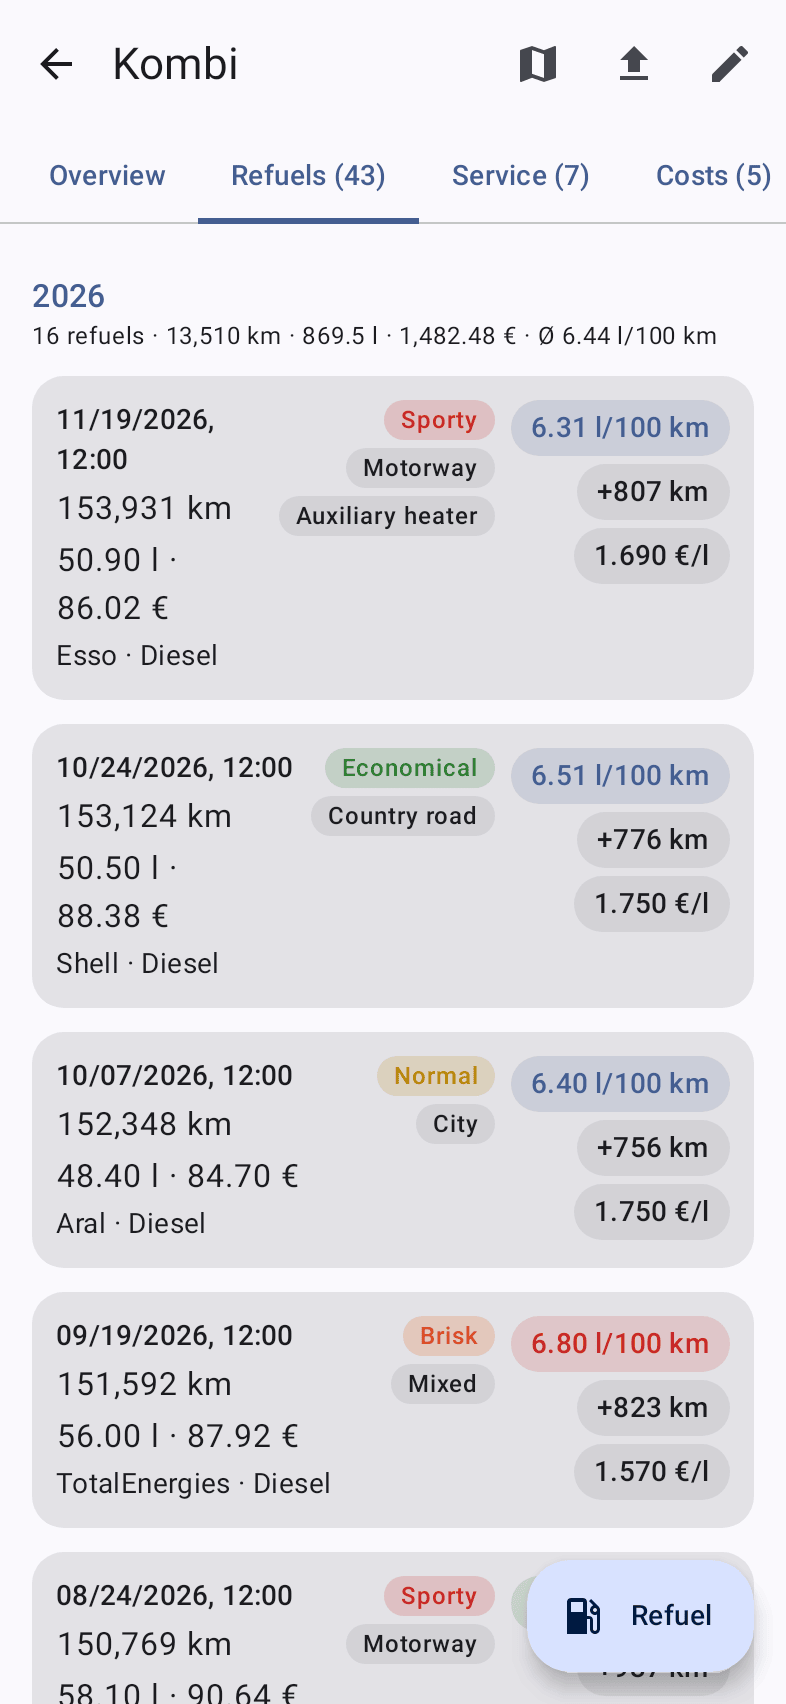 Kombi
Overview
Refuels (43)
Service (7)
Costs (5)
2026
16 refuels · 13,510 km · 869.5 l · 1,482.48 € · Ø 6.44 l/100 km
11/19/2026,
12:00
153,931 km
50.90 l ·
86.02 €
Esso · Diesel
Sporty
Motorway
Auxiliary heater
6.31 l/100 km
+807 km
1.690 €/l
10/24/2026, 12:00
153,124 km
50.50 l ·
88.38 €
Shell · Diesel
Economical
Country road
6.51 l/100 km
+776 km
1.750 €/l
10/07/2026, 12:00
152,348 km
48.40 l · 84.70 €
Aral · Diesel
Normal
City
6.40 l/100 km
+756 km
1.750 €/l
09/19/2026, 12:00
151,592 km
56.00 l · 87.92 €
TotalEnergies · Diesel
Brisk
Mixed
6.80 l/100 km
+823 km
1.570 €/l
08/24/2026, 12:00
150,769 km
58.10 l · 90.64 €
Sporty
Motorway
Refuel